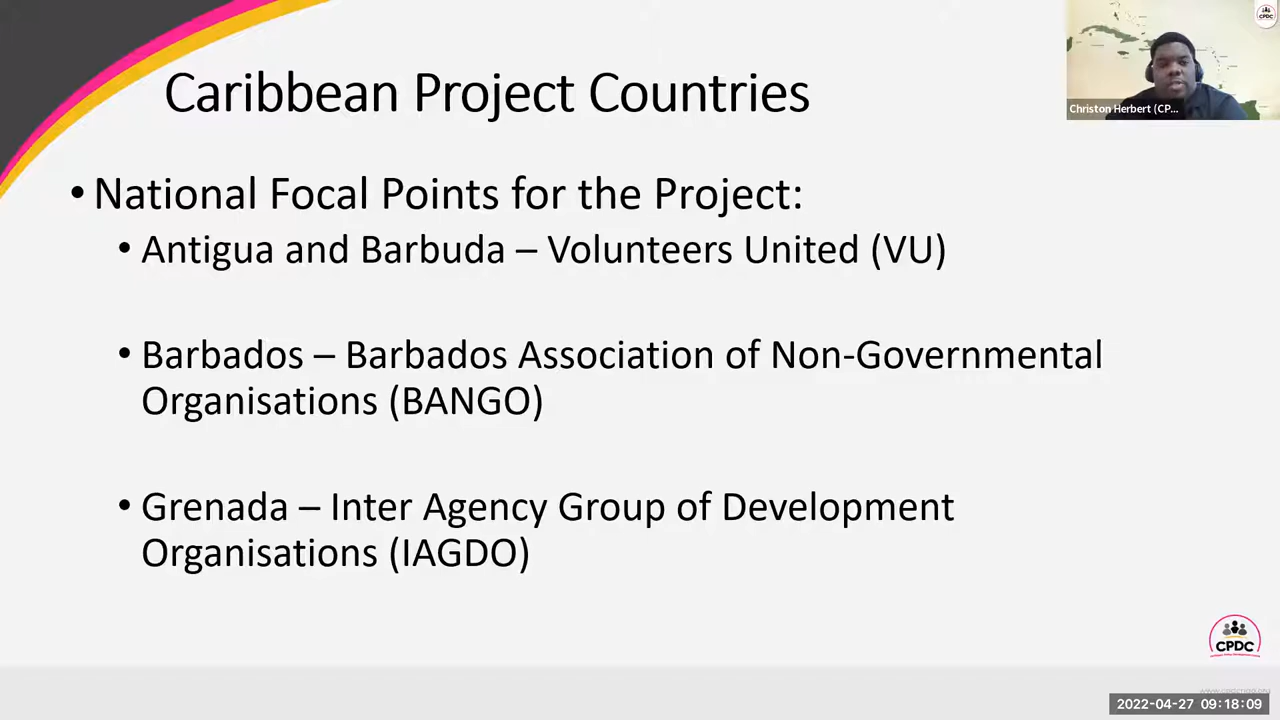 Caribbean Project Countries
CPDC
Christon Herbert (CP...
• National Focal Points for the Project:
• Antigua and Barbuda – Volunteers United (VU)
• Barbados – Barbados Association of Non-Governmental
Organisations (BANGO)
• Grenada – Inter Agency Group of Development
Organisations (IAGDO)
CPDC
2022-04-27 09:18:09